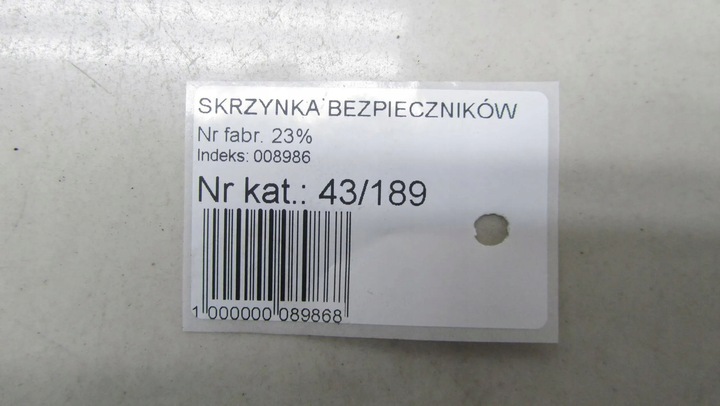 SKRZYNKA BEZPIECZNIKÓW
Nr fabr. 23%
Indeks: 008986
Nr kat.: 43/189
1 000000 089868